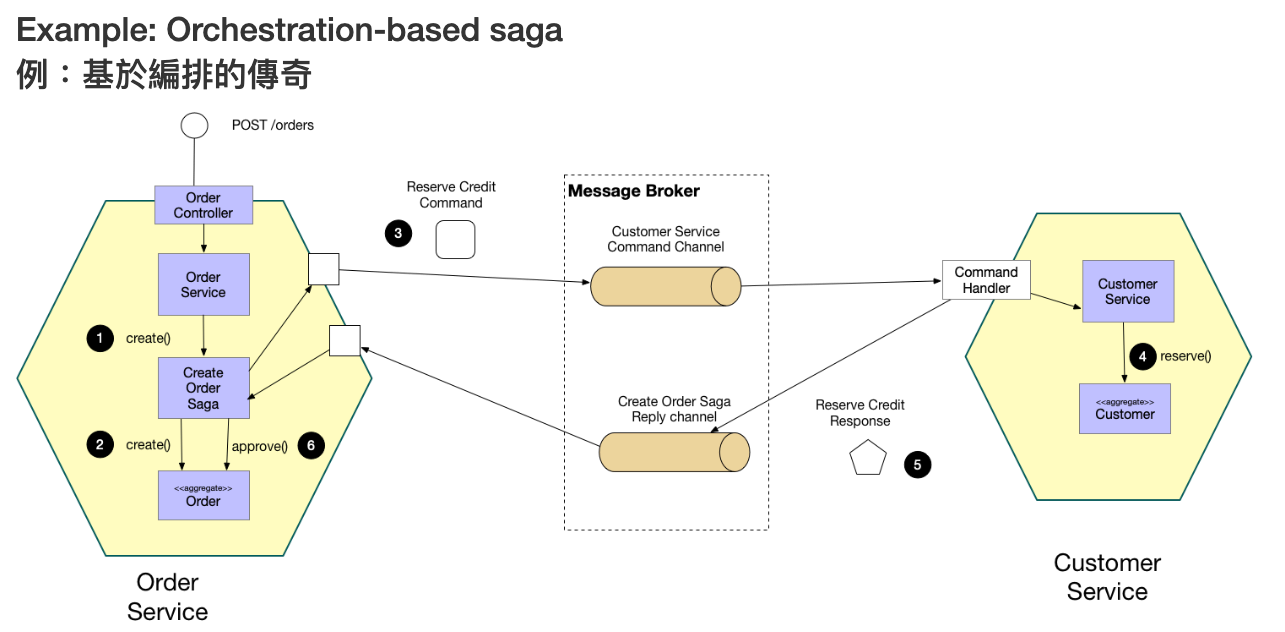 Example: Orchestration-based saga
例：基於編排的傳奇
POST /orders
Order
Controller
Order
Service
1
create()
Create
Order
Saga
2
create()
approve()
6
<<aggregate>>
Order
Order
Service
Reserve Credit
Command
3
Message Broker
Customer Service
Command Channel
Create Order Saga
Reply channel
Reserve Credit
Response
5
Command
Handler
Customer
Service
4
reserve()
<<aggregate>>
Customer
Customer
Service